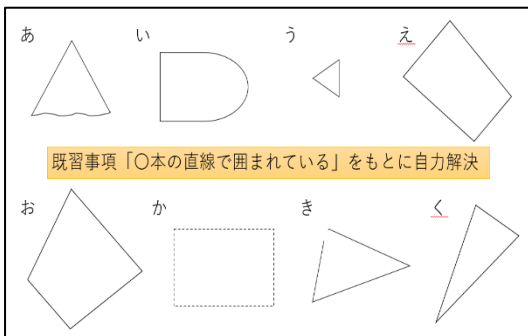 あ い う え
既習事項「〇本の直線で囲まれている」をもとに自力解決
お か き く